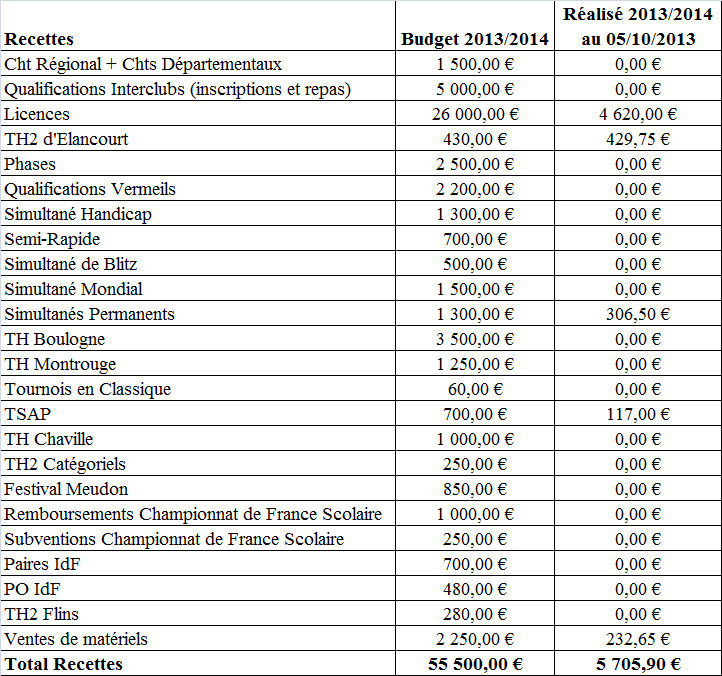 Réalisé 2013/2014
Recettes Budget 2013/2014 au 05/10/2013
Cht Régional + Chts Départementaux 1 500,00 € 0,00 €
Qualifications Interclubs (inscriptions et repas) 5 000,00 € 0,00 €
Licences 26 000,00 € 4 620,00 €
TH2 d'Elancourt 430,00 € 429,75 €
Phases 2 500,00 € 0,00 €
Qualifications Vermeils 2 200,00 € 0,00 €
Simultané Handicap 1 300,00 € 0,00 €
Semi-Rapide 700,00 € 0,00 €
Simultané de Blitz 500,00 € 0,00 €
Simultané Mondial 1 500,00 € 0,00 €
Simultanés Permanents 1 300,00 € 306,50 €
TH Boulogne 3 500,00 € 0,00 €
TH Montrouge 1 250,00 € 0,00 €
Tournois en Classique 60,00 € 0,00 €
TSAP 700,00 € 117,00 €
TH Chaville 1 000,00 € 0,00 €
TH2 Catégoriels 250,00 € 0,00 €
Festival Meudon 850,00 € 0,00 €
Remboursements Championnat de France Scolaire 1 000,00 € 0,00 €
Subventions Championnat de France Scolaire 250,00 € 0,00 €
Paires IdF 700,00 € 0,00 €
PO IdF 480,00 € 0,00 €
TH2 Flins 280,00 € 0,00 €
Ventes de matériels 2 250,00 € 232,65 €
Total Recettes 55 500,00 € 5 705,90 €